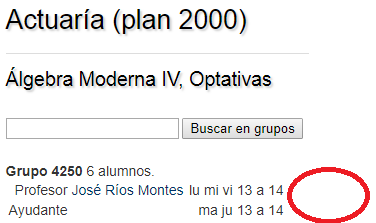 Actuaría (plan 2000)
Álgebra Moderna IV, Optativas
Buscar en grupos
Grupo 4250 6 alumnos.
Profesor José Ríos Montes lu mi vi 13 a 14
Ayudante ma ju 13 a 14